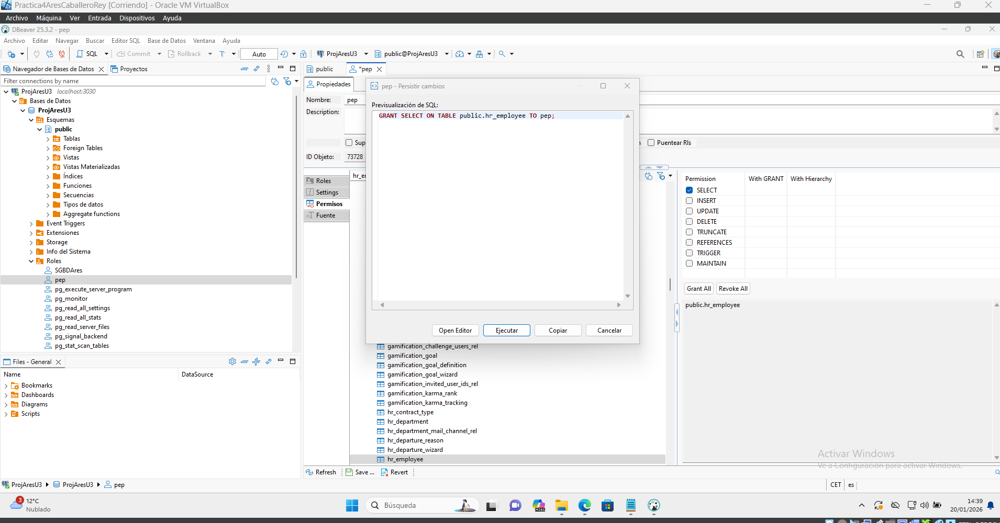 Practica4AresCaballeroRey [Corriendo] - Oracle VM VirtualBox
Archivo Máquina Ver Entrada Dispositivos Ayuda
DBeaver 25.3.2 - pep
Archivo Editar Navegar Buscar Editor SQL Base de Datos Ventana Ayuda
SQL Commit Rollback Auto ProjAresU3 public@ProjAresU3
Navegador de Bases de Datos Proyectos
Filter connections by name
ProjAresU3 localhost:3030
Bases de Datos
ProjAresU3
Esquemas
public
Tablas
Foreign Tables
Vistas
Vistas Materializadas
Índices
Funciones
Secuencias
Tipos de datos
Aggregate functions
Event Triggers
Extensiones
Storage
Info del Sistema
Roles
SGBDAres
pep
pg_execute_server_program
pg_monitor
pg_read_all_settings
pg_read_all_stats
pg_read_server_files
pg_signal_backend
pg_stat_scan_tables
Files - General
Name DataSource
Bookmarks
Dashboards
Diagrams
Scripts
public *pep
Propiedades
Nombre: pep
Description:
Sup
Puentear Rls
ID Objeto: 73728
Roles
Settings
Permisos
Fuente
pep - Persistir cambios
Previsualización de SQL:
GRANT SELECT ON TABLE public.hr_employee TO pep;
Open Editor Ejecutar Copiar Cancelar
gamification_challenge_users_rel
gamification_goal
gamification_goal_definition
gamification_goal_wizard
gamification_invited_user_ids_rel
gamification_karma_rank
gamification_karma_tracking
hr_contract_type
hr_department
hr_department_mail_channel_rel
hr_departure_reason
hr_departure_wizard
hr_employee
Permission With GRANT With Hierarchy
SELECT
INSERT
UPDATE
DELETE
TRUNCATE
REFERENCES
TRIGGER
MAINTAIN
Grant All Revoke All
public.hr_employee
Activar Windows
Ve a Configuración para activar Windows.
Refresh Save ... Revert
ProjAresU3 ProjAresU3 pep
CET es
3
12°C
Nublado
Búsqueda
M365
14:39
20/01/2026